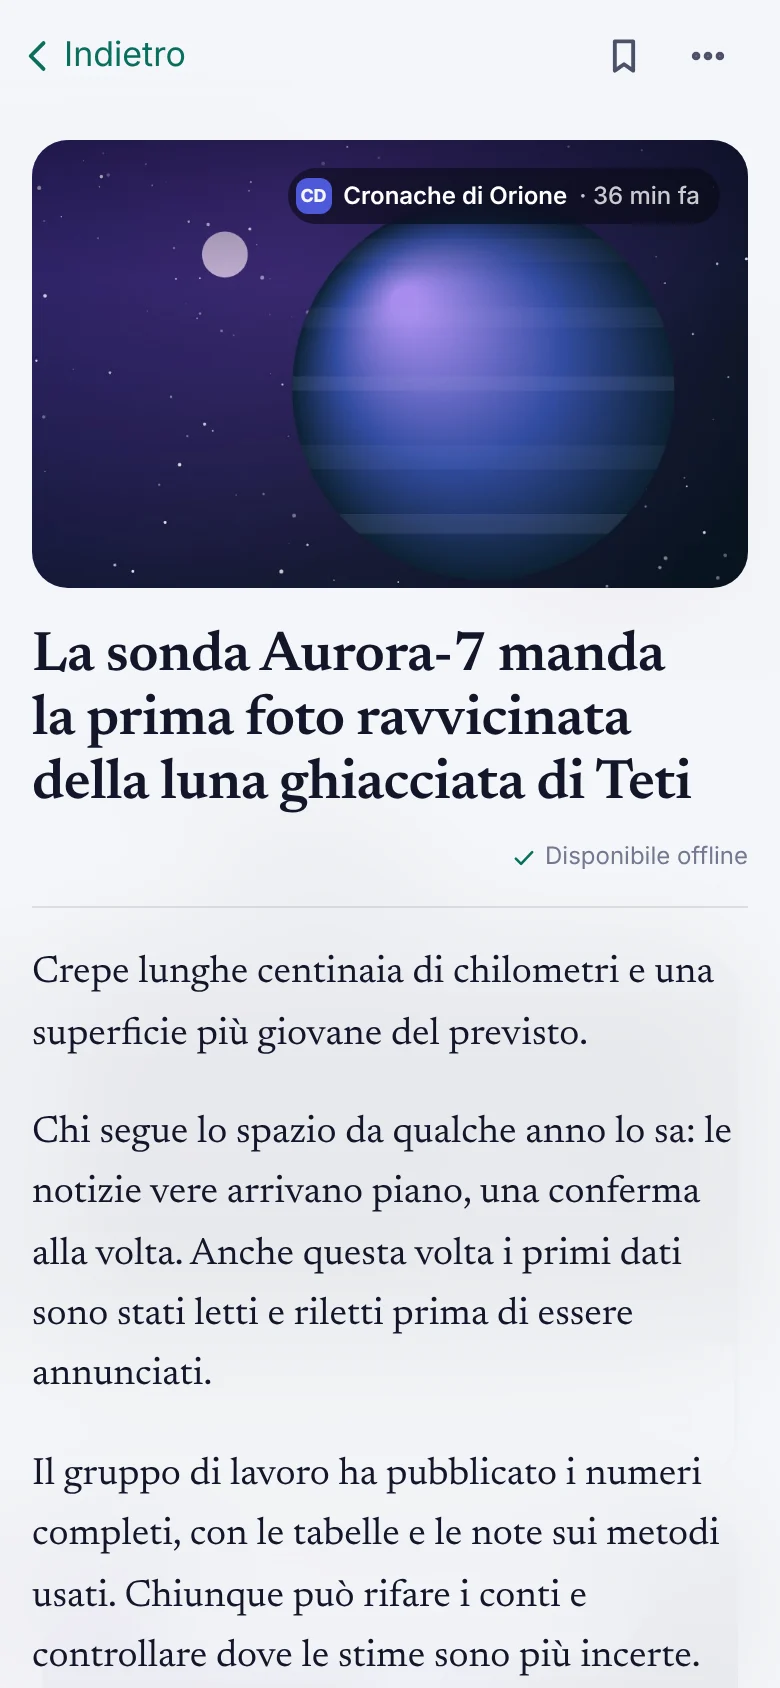 Indietro
CD Cronache di Orione · 36 min fa
La sonda Aurora-7 manda
la prima foto ravvicinata
della luna ghiacciata di Teti
Disponibile offline
Crepe lunghe centinaia di chilometri e una
superficie più giovane del previsto.
Chi segue lo spazio da qualche anno lo sa: le
notizie vere arrivano piano, una conferma
alla volta. Anche questa volta i primi dati
sono stati letti e riletti prima di essere
annunciati.
Il gruppo di lavoro ha pubblicato i numeri
completi, con le tabelle e le note sui metodi
usati. Chiunque può rifare i conti e
controllare dove le stime sono più incerte.